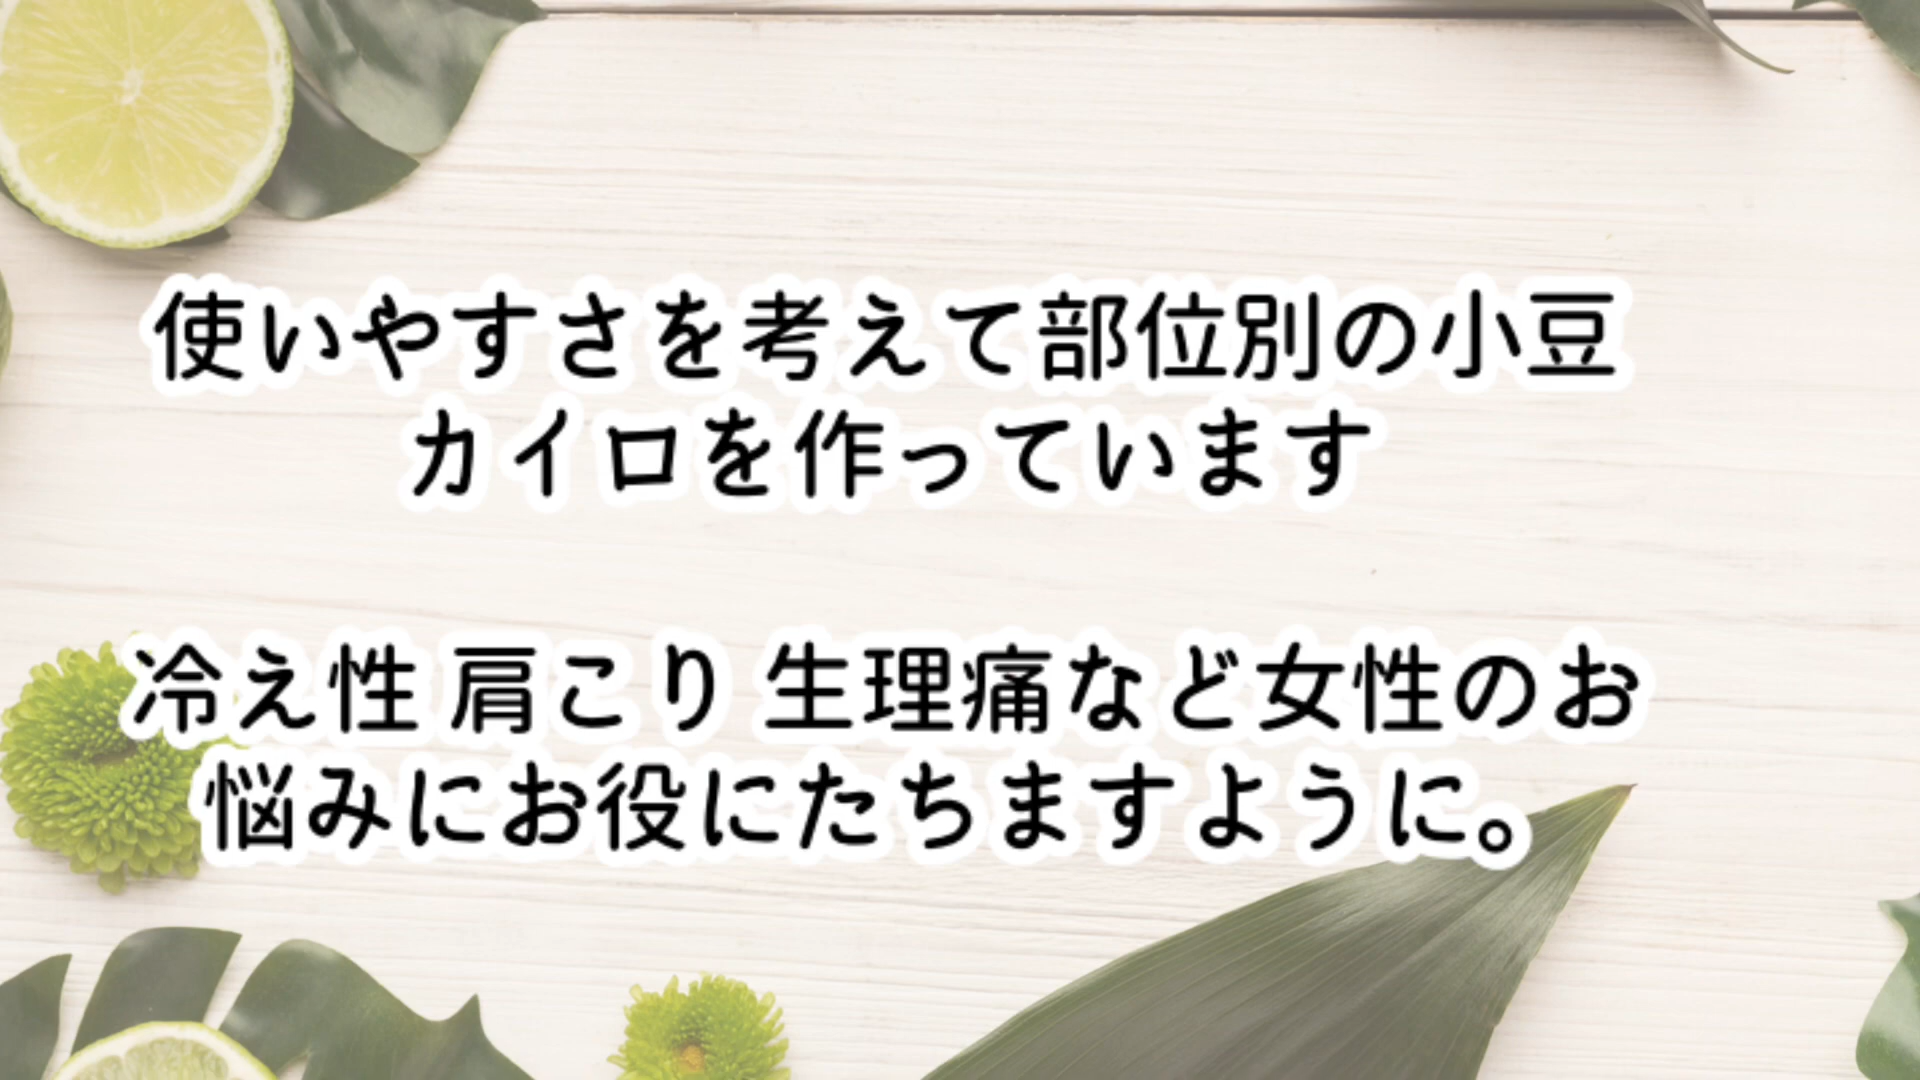 使いやすさを考えて部位別の小豆
カイロを作っています
冷え性 肩こり 生理痛など女性のお
悩みにお役にたちますように。